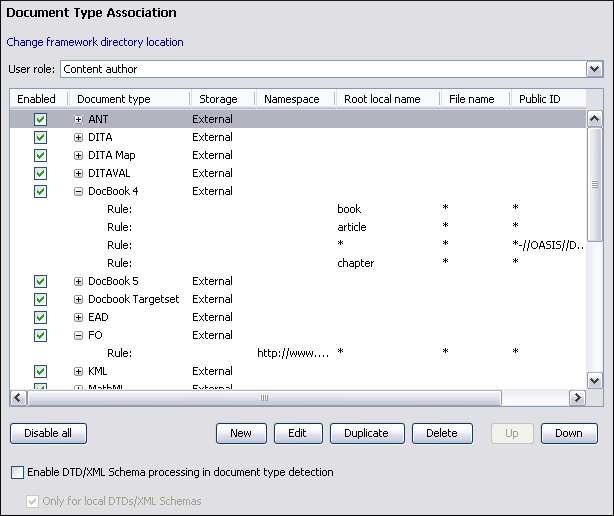 Document Type Association
Change framework directory location
User role: Content author
Enabled Document type Storage Namespace Root local name File name Public ID
ANT External
DITA External
DITA Map External
DITAVAL External
DocBook 4 External
Rule: book * *
Rule: article * *
Rule: * * *-//OASIS//D...
Rule: chapter * *
DocBook 5 External
Docbook Targetset External
EAD External
FO External
Rule: http://www.... * * *
KML External
MathML External
Disable all New Edit Duplicate Delete Up Down
Enable DTD/XML Schema processing in document type detection
Only for local DTDs/XML Schemas